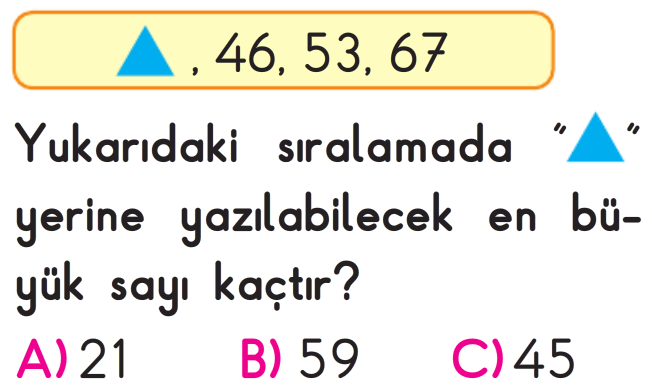 , 46, 53, 67
Yukarıdaki sıralamada " "
yerine yazılabilecek en bü-
yük sayı kaçtır?
A) 21 B) 59 C) 45